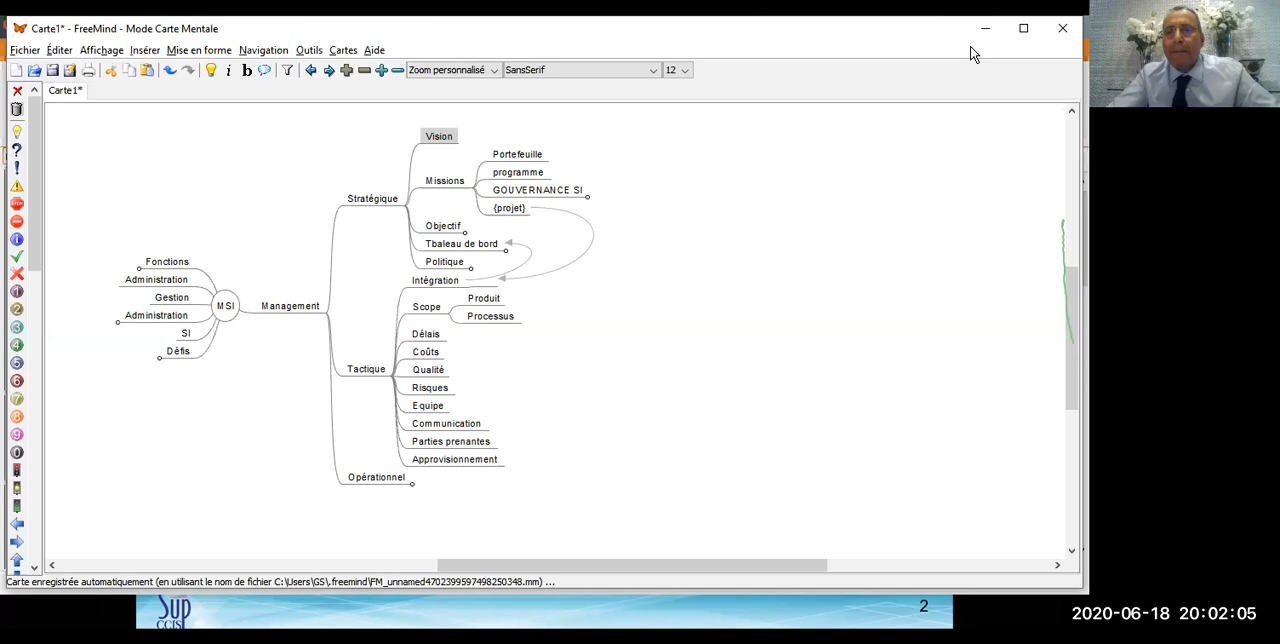 Carte1* - FreeMind - Mode Carte Mentale
Fichier Éditer Affichage Insérer Mise en forme Navigation Outils Cartes Aide
Zoom personnalisé SansSerif 12
Carte1*
Vision
Portefeuille
Missions
programme
GOUVERNANCE SI
{projet}
Stratégique
Objectif
Tbaleau de bord
Politique
Fonctions
Administration
Gestion
Administration
SI
Défis
MSI
Management
Intégration
Scope
Produit
Processus
Délais
Coûts
Qualité
Tactique
Risques
Equipe
Communication
Parties prenantes
Approvisionnement
Opérationnel
Carte enregistrée automatiquement (en utilisant le nom de fichier C:\Users\GS\.freemind\FM_unnamed4702399597498250348.mm) ...
Sup
CCIS
2
2020-06-18 20:02:05